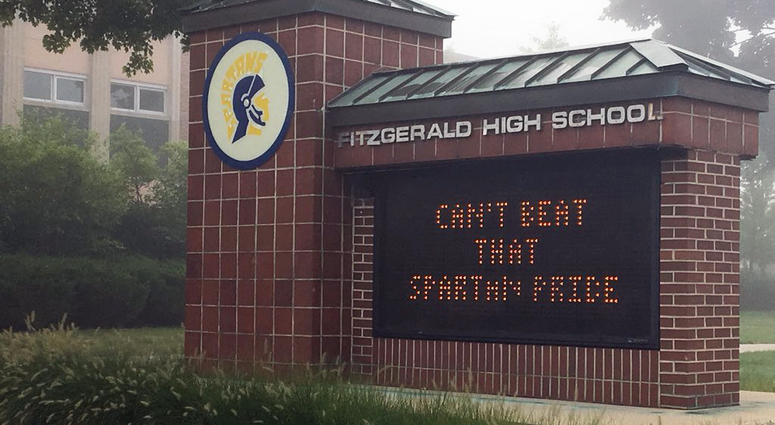 SPARTANS
FITZGERALD HIGH SCHOOL
CAN'T BEAT
THAT
SPARTAN PRIDE